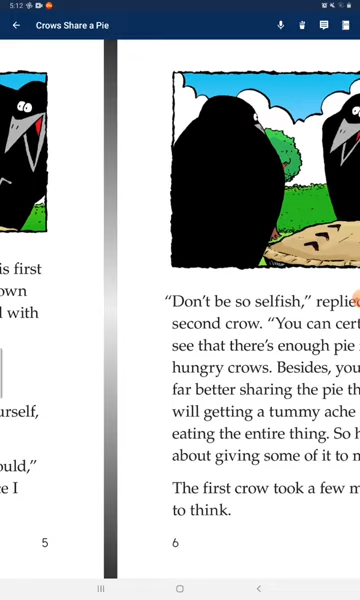 5:12
Crows Share a Pie
is first
own
l with
urself,
ould,"
ce I
5
"Don't be so selfish," replie
second crow. "You can cert
see that there's enough pie
hungry crows. Besides, you
far better sharing the pie th
will getting a tummy ache
eating the entire thing. So h
about giving some of it to m
The first crow took a few m
to think.
6